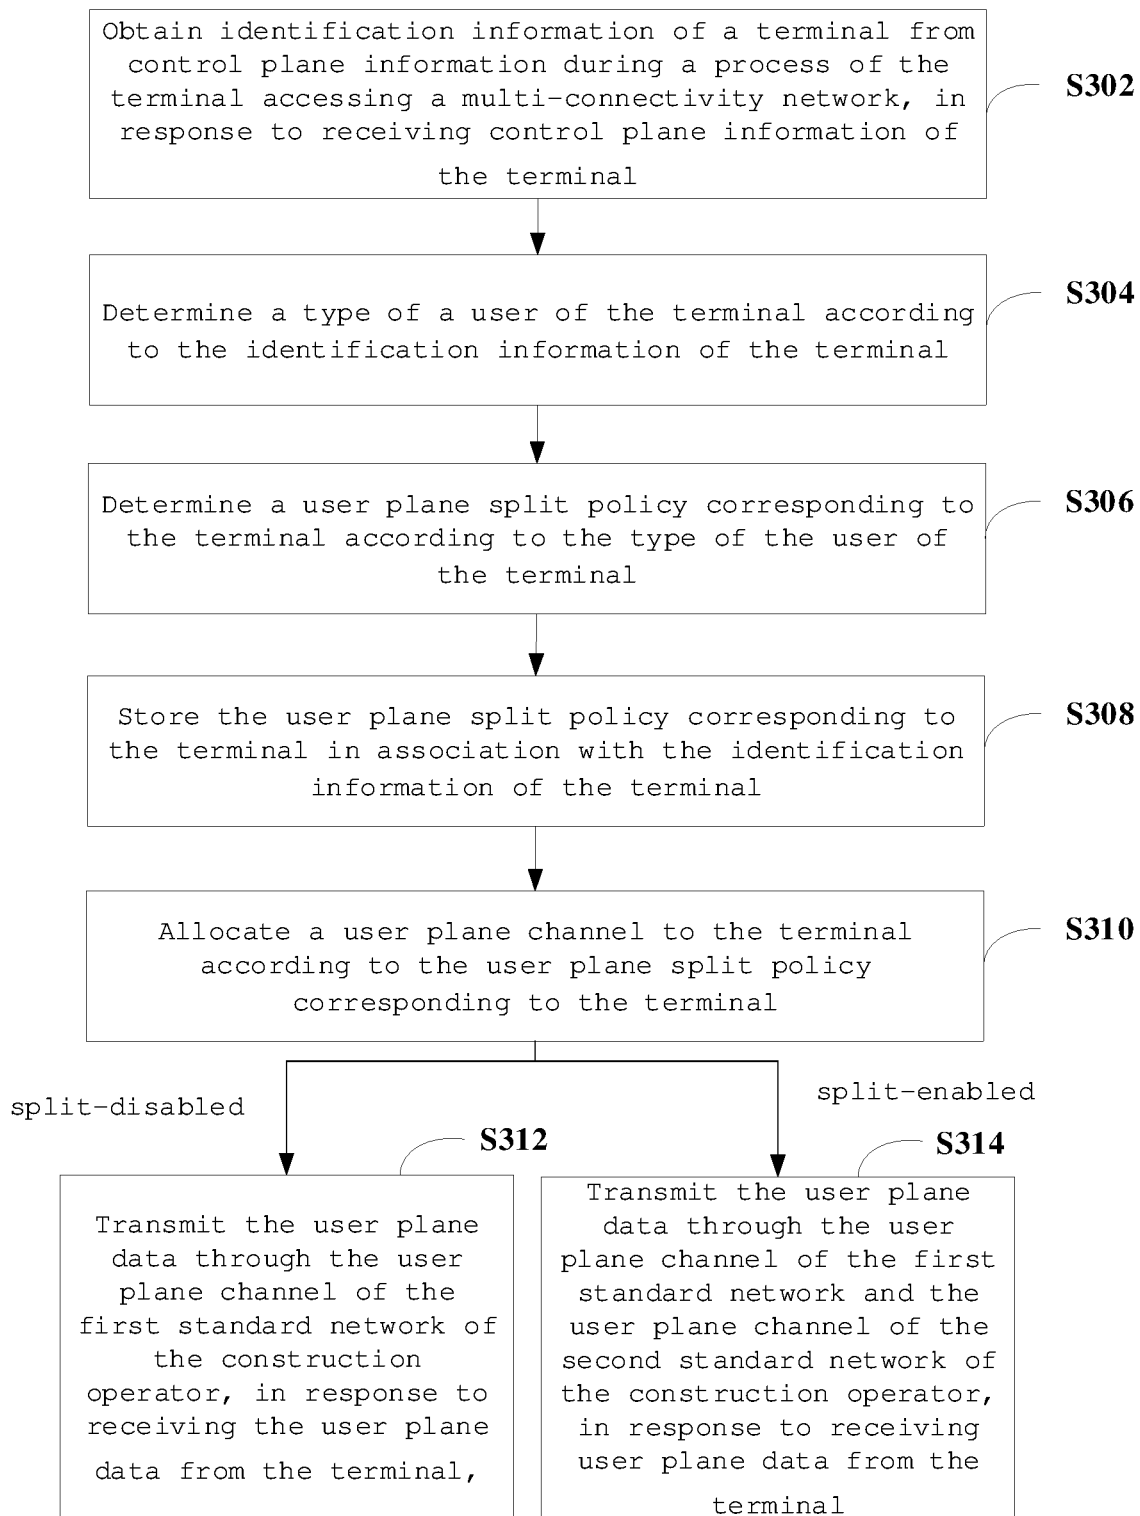 Obtain identification information of a terminal from
control plane information during a process of the
terminal accessing a multi-connectivity network, in
response to receiving control plane information of
the terminal
S302
Determine a type of a user of the terminal according
to the identification information of the terminal
S304
Determine a user plane split policy corresponding to
the terminal according to the type of the user of
the terminal
S306
Store the user plane split policy corresponding to
the terminal in association with the identification
information of the terminal
S308
Allocate a user plane channel to the terminal
according to the user plane split policy
corresponding to the terminal
S310
split-disabled
split-enabled
S312
Transmit the user plane
data through the user
plane channel of the
first standard network of
the construction
operator, in response to
receiving the user plane
data from the terminal,
S314
Transmit the user plane
data through the user
plane channel of the first
standard network and the
user plane channel of the
second standard network of
the construction operator,
in response to receiving
user plane data from the
terminal